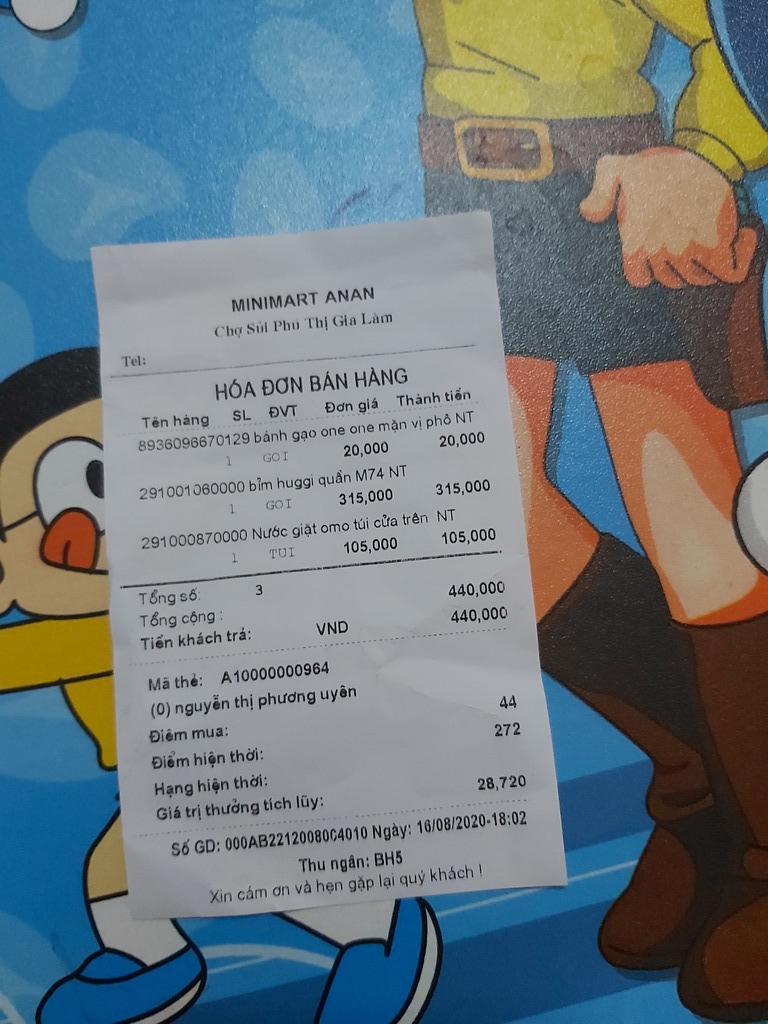 MINIMART ANAN
Chợ Sủi Phú Thị Gia Lâm
Tel:
HÓA ĐƠN BÁN HÀNG
Tên hàng SL ĐVT Đơn giá Thành tiền
8936096670129 bánh gạo one one mặn vị phô NT
1 GOI 20,000 20,000
291001060000 bỉm huggi quần M74 NT
1 GOI 315,000 315,000
291000870000 Nước giặt omo túi cửa trên NT
1 TUI 105,000 105,000
Tổng số: 3 440,000
Tổng cộng : 440,000
Tiền khách trả: VND
Mã thẻ: A10000000964
(0) nguyễn thị phương uyên
Điểm mua: 44
Điểm hiện thời: 272
Hạng hiện thời:
Giá trị thưởng tích lũy: 28,720
Số GD: 000AB2212008004010 Ngày: 16/08/2020-18:02
Thu ngân: BH5
Xin cám ơn và hẹn gặp lại quý khách !